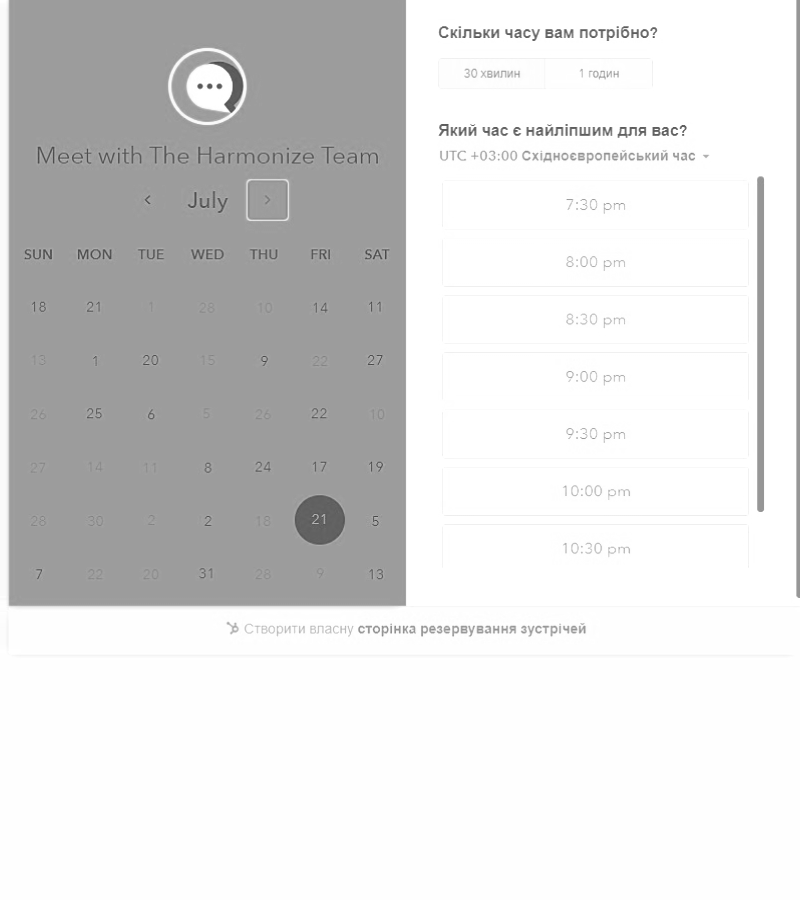 Meet with The Harmonize Team
July
SUN MON TUE WED THU FRI SAT
18 21 1 28 10 14 11
13 1 20 15 9 22 27
26 25 6 5 26 22 10
27 14 11 8 24 17 19
28 30 2 2 18 21 5
7 22 20 31 28 9 13
Скільки часу вам потрібно?
30 хвилин 1 годин
Який час є найліпшим для вас?
UTC +03:00 Східноєвропейський час
7:30 pm
8:00 pm
8:30 pm
9:00 pm
9:30 pm
10:00 pm
10:30 pm
Створити власну сторінка резервування зустрічей